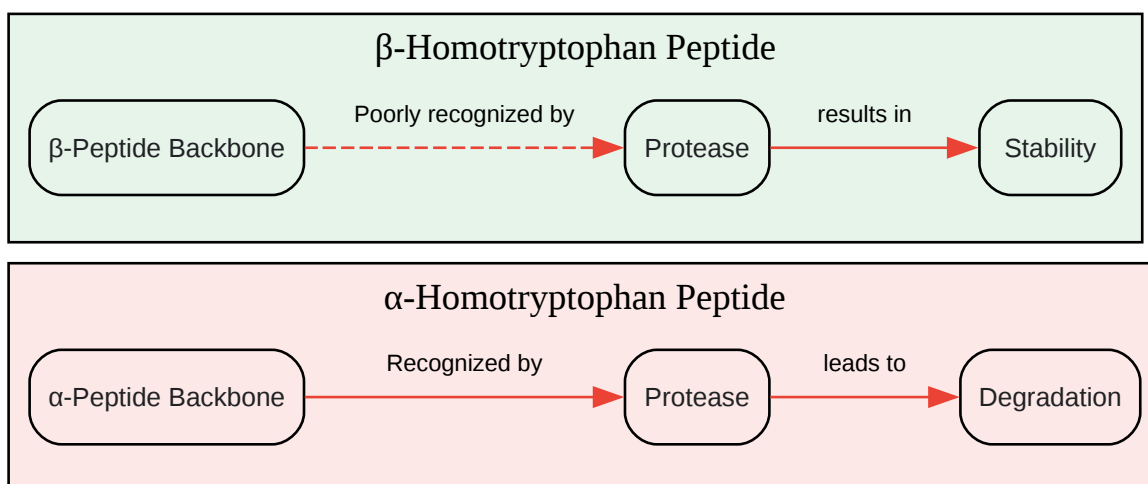 β-Homotryptophan Peptide
β-Peptide Backbone
Poorly recognized by
Protease
results in
Stability
α-Homotryptophan Peptide
α-Peptide Backbone
Recognized by
Protease
leads to
Degradation